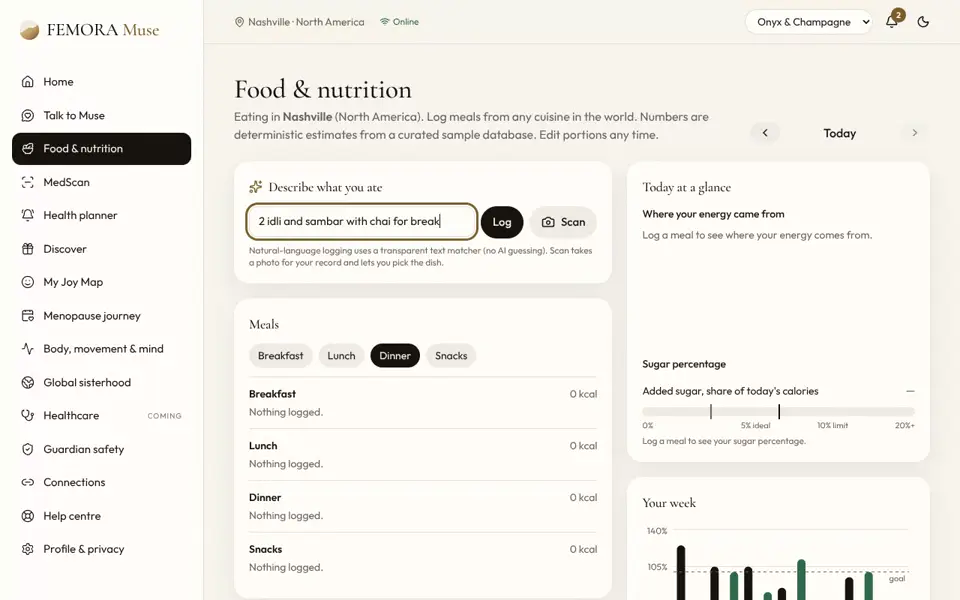 FEMORA Muse
Nashville · North America
Online
Onyx & Champagne
2
Home
Talk to Muse
Food & nutrition
MedScan
Health planner
Discover
My Joy Map
Menopause journey
Body, movement & mind
Global sisterhood
Healthcare COMING
Guardian safety
Connections
Help centre
Profile & privacy
Food & nutrition
Eating in Nashville (North America). Log meals from any cuisine in the world. Numbers are
deterministic estimates from a curated sample database. Edit portions any time.
Today
Describe what you ate
2 idli and sambar with chai for break
Log
Scan
Natural-language logging uses a transparent text matcher (no AI guessing). Scan takes
a photo for your record and lets you pick the dish.
Meals
Breakfast Lunch Dinner Snacks
Breakfast 0 kcal
Nothing logged.
Lunch 0 kcal
Nothing logged.
Dinner 0 kcal
Nothing logged.
Snacks 0 kcal
Nothing logged.
Today at a glance
Where your energy came from
Log a meal to see where your energy comes from.
Sugar percentage
Added sugar, share of today's calories —
0% 5% ideal 10% limit 20%+
Log a meal to see your sugar percentage.
Your week
140%
105%
goal